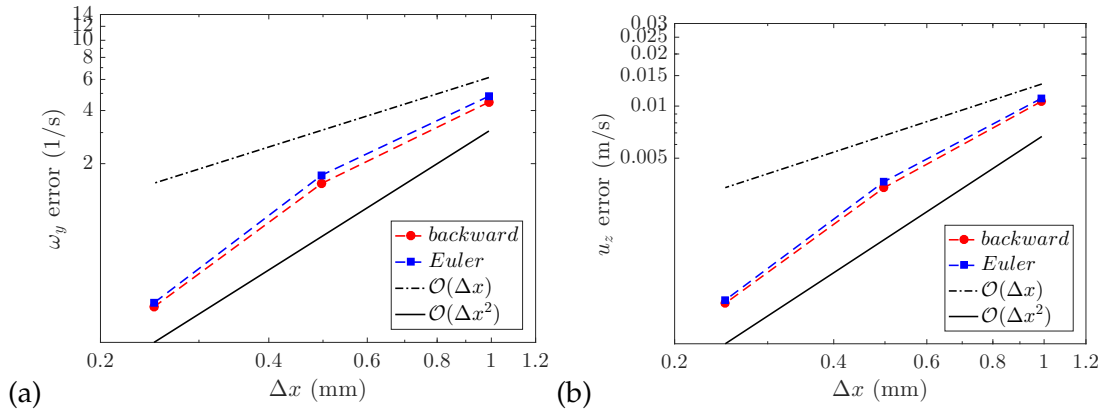 14
12
10
8
6
4
2
ω_y error (1/s)
backward
Euler
𝒪(Δx)
𝒪(Δx²)
0.2
0.4
0.6
0.8
1
1.2
Δx (mm)
(a)
0.03
0.025
0.02
0.015
0.01
0.005
u_z error (m/s)
backward
Euler
𝒪(Δx)
𝒪(Δx²)
0.2
0.4
0.6
0.8
1
1.2
Δx (mm)
(b)